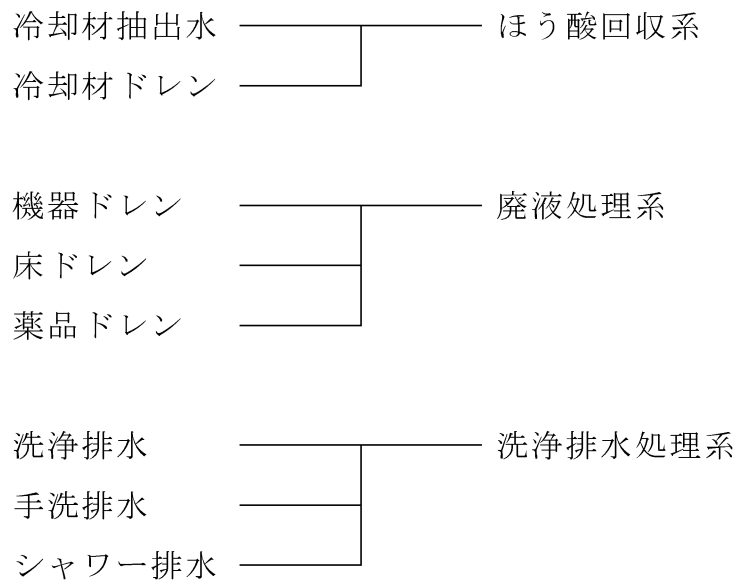 冷却材抽出水 ほう酸回収系
冷却材ドレン
機器ドレン 廃液処理系
床ドレン
薬品ドレン
洗浄排水 洗浄排水処理系
手洗排水
シャワー排水